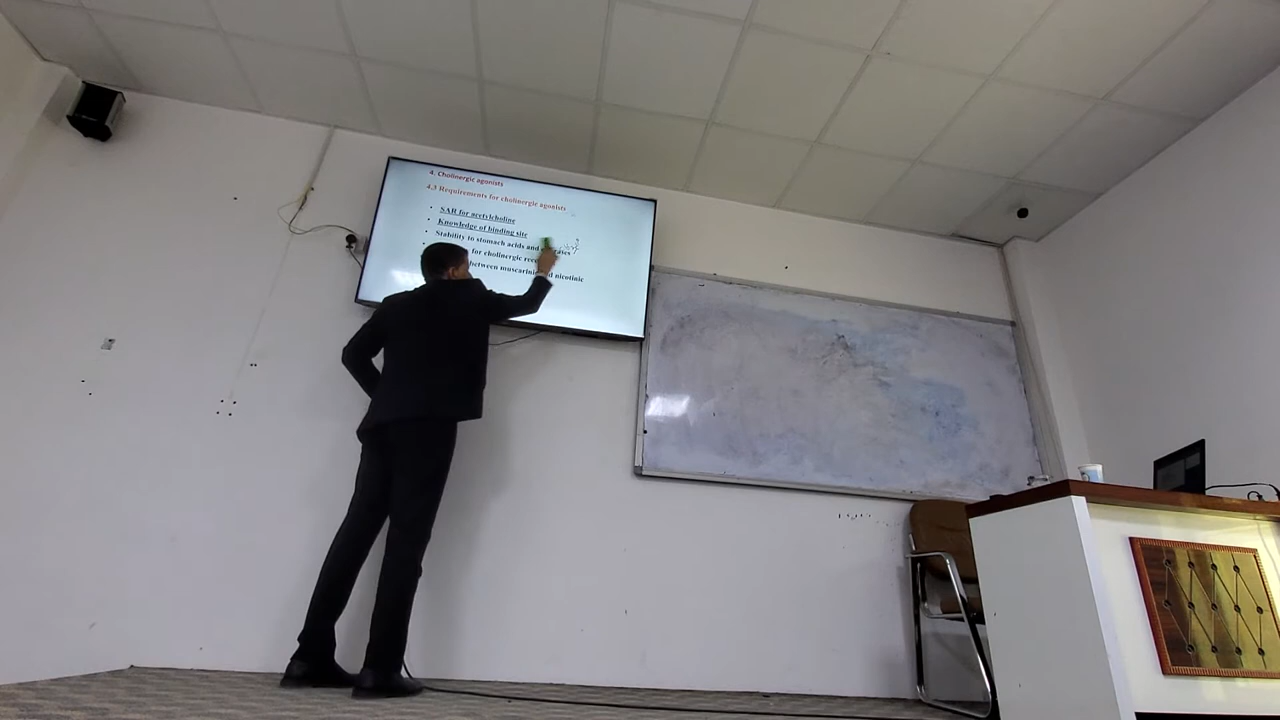 4. Cholinergic agonists
4.3 Requirements for cholinergic agonists
• SAR for acetylcholine
• Knowledge of binding site
• Stability to stomach acids and
for cholinergic
between muscarinic nicotinic